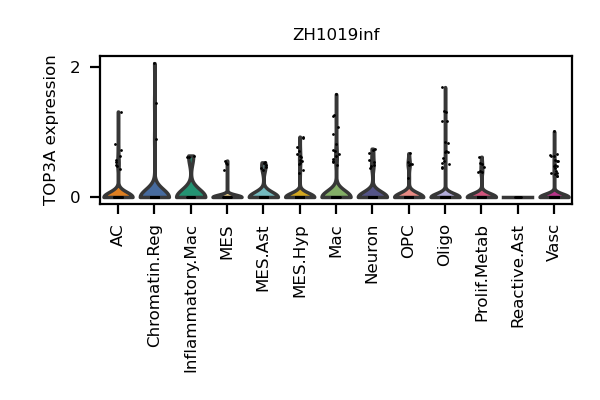 ZH1019inf
TOP3A expression
2
0
AC
Chromatin.Reg
Inflammatory.Mac
MES
MES.Ast
MES.Hyp
Mac
Neuron
OPC
Oligo
Prolif.Metab
Reactive.Ast
Vasc